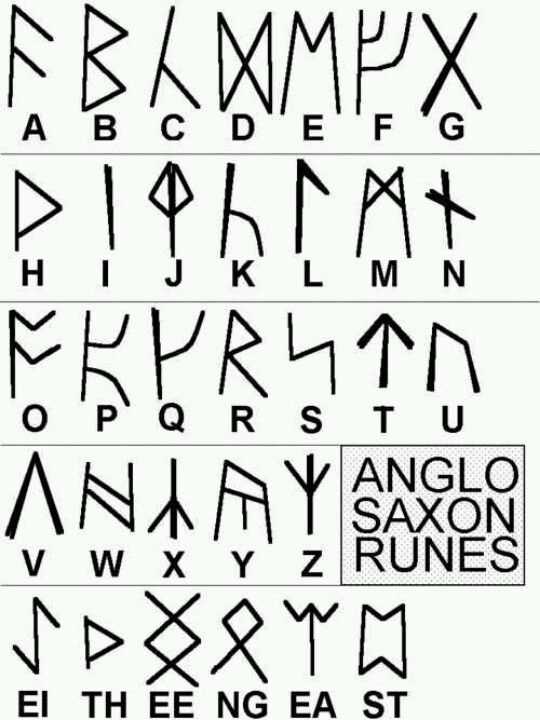 A B C D E F G
H I J K L M N
O P Q R S T U
V W X Y Z
ANGLO
SAXON
RUNES
EI TH EE NG EA ST